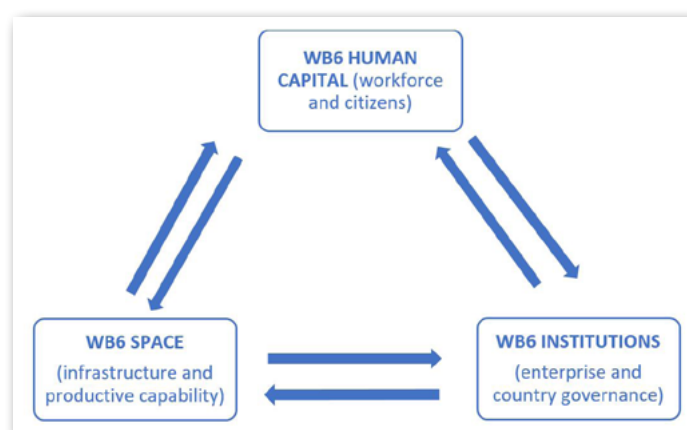 WB6 HUMAN
CAPITAL (workforce
and citizens)
WB6 SPACE
(infrastructure and
productive capability)
WB6 INSTITUTIONS
(enterprise and
country governance)